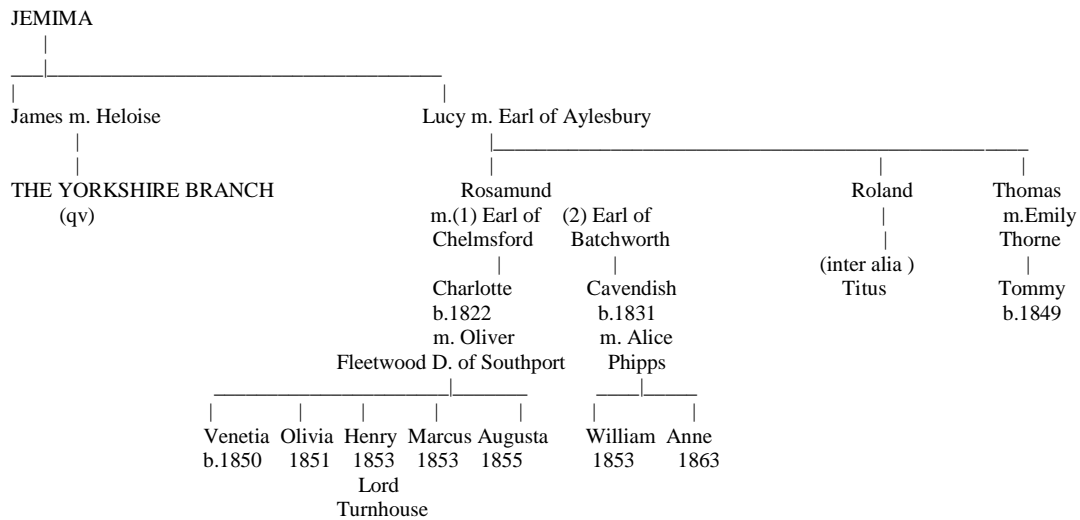 JEMIMA
James m. Heloise Lucy m. Earl of Aylesbury
THE YORKSHIRE BRANCH Rosamund Roland Thomas
(qv) m.(1) Earl of (2) Earl of m.Emily
Chelmsford Batchworth Thorne
(inter alia )
Charlotte Cavendish Titus Tommy
b.1822 b.1831 b.1849
m. Oliver m. Alice
Fleetwood D. of Southport Phipps
Venetia Olivia Henry Marcus Augusta William Anne
b.1850 1851 1853 1853 1855 1853 1863
Lord
Turnhouse